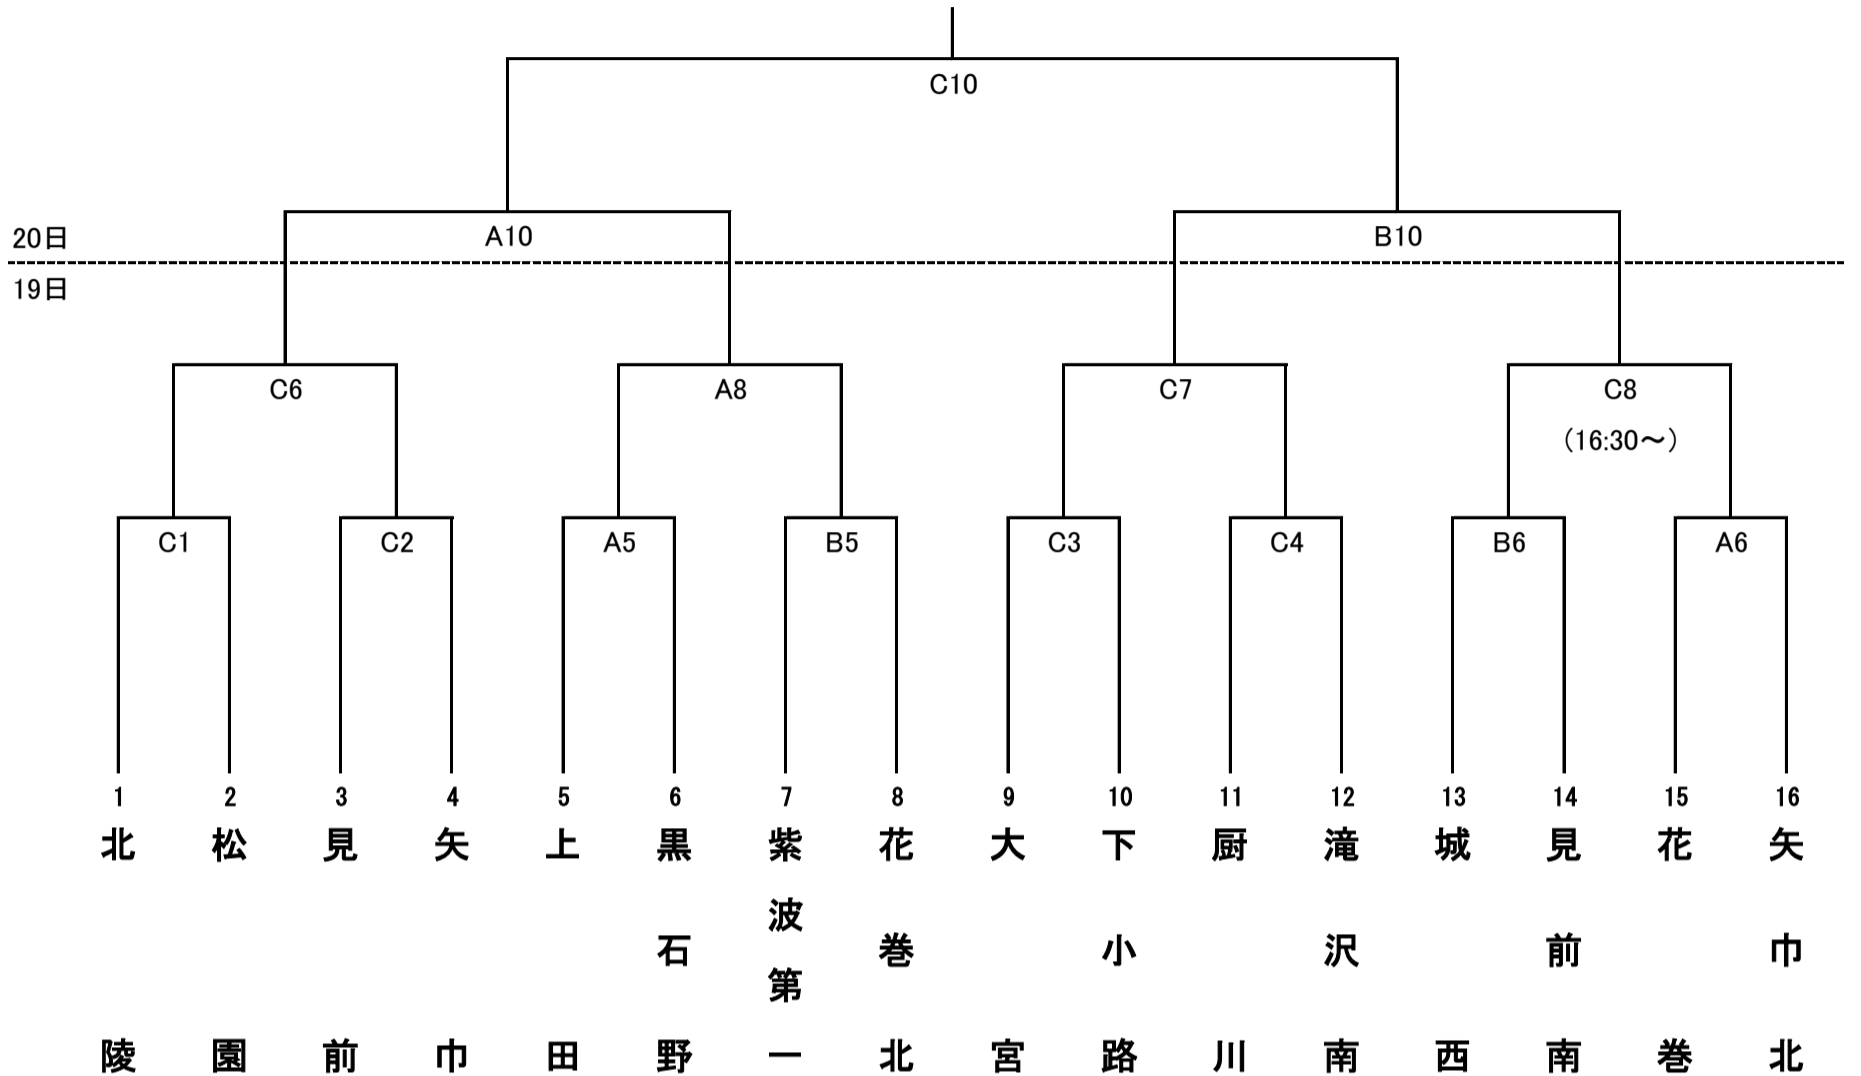 C10
20日
A10
B10
19日
C6
A8
C7
C8
（16:30～）
C1
C2
A5
B5
C3
C4
B6
A6
1
2
3
4
5
6
7
8
9
10
11
12
13
14
15
16
北陵
松園
見前
矢巾
上田
黒石野
紫波第一
花巻北
大宮
下小路
厨川
滝沢南
城西
見前南
花巻
矢巾北